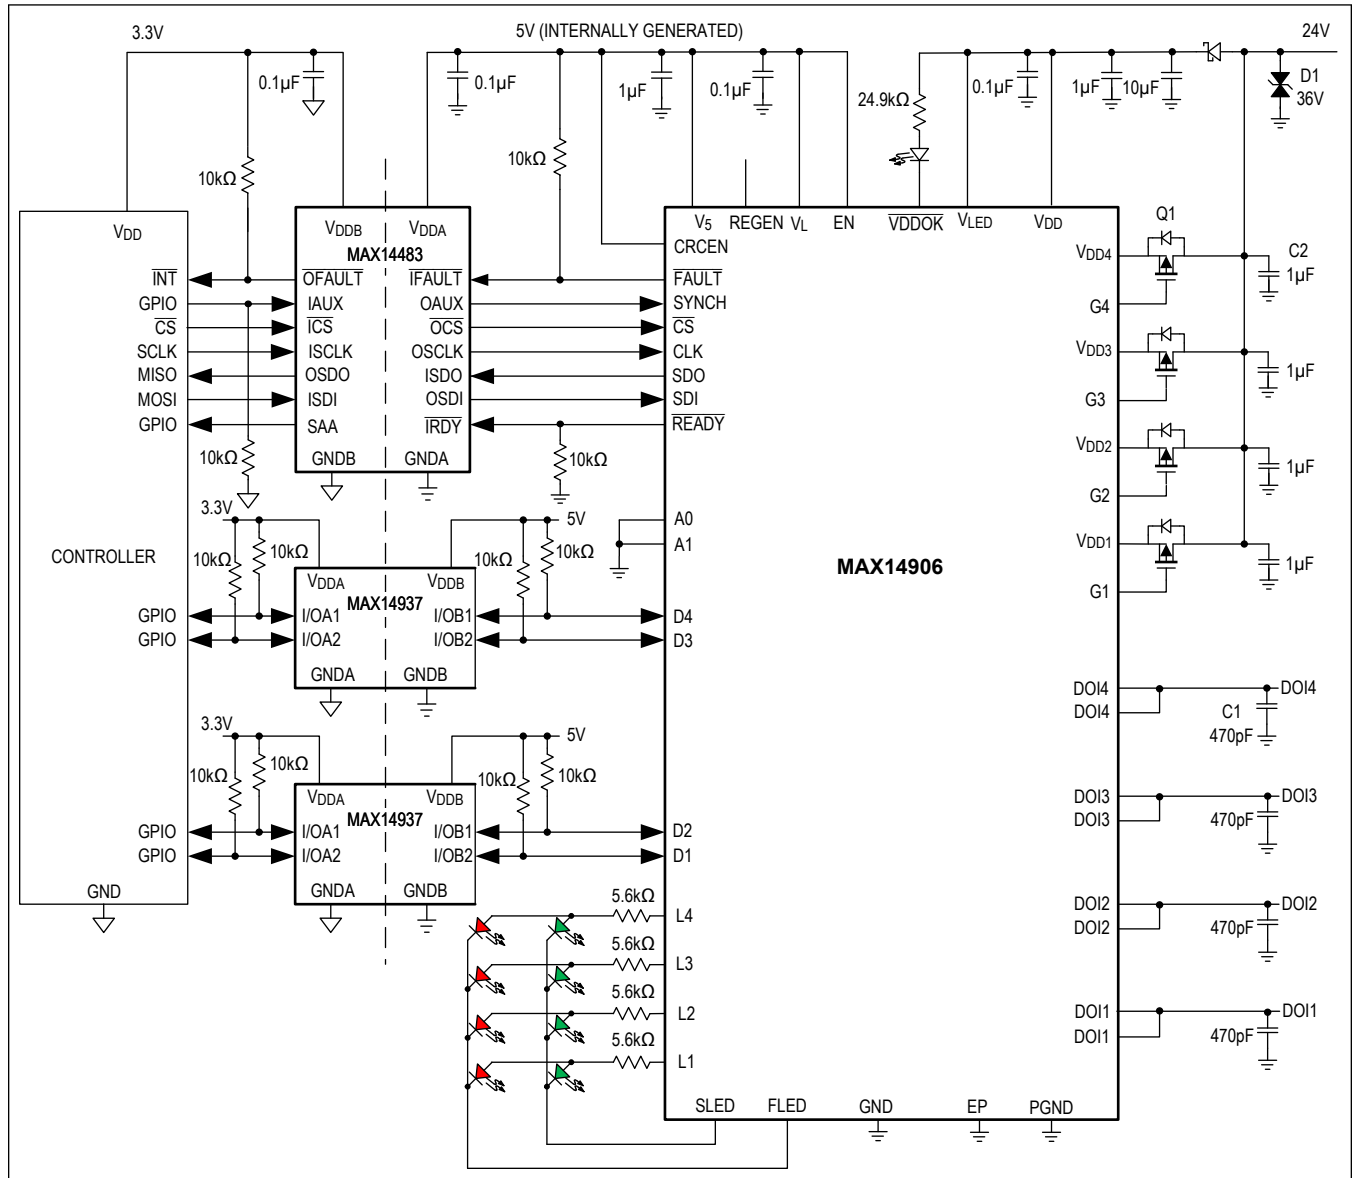 3.3V
5V (INTERNALLY GENERATED)
24V
0.1µF
0.1µF
1µF
0.1µF
24.9kΩ
0.1µF
1µF
10µF
D1
36V
10kΩ
10kΩ
VDD
VDDB
VDDA
MAX14483
V5
REGEN
VL
EN
VDDOK
VLED
VDD
CRCEN
Q1
VDD4
C2
1µF
G4
INT
OFAULT
IFAULT
FAULT
GPIO
IAUX
OAUX
SYNCH
CS
ICS
OCS
CS
SCLK
ISCLK
OSCLK
CLK
MISO
OSDO
ISDO
SDO
MOSI
ISDI
OSDI
SDI
GPIO
SAA
IRDY
READY
VDD3
1µF
G3
10kΩ
GNDB
GNDA
10kΩ
VDD2
1µF
G2
3.3V
5V
10kΩ
10kΩ
10kΩ
10kΩ
A0
A1
VDD1
1µF
G1
CONTROLLER
MAX14906
VDDA
VDDB
MAX14937
GPIO
I/OA1
I/OB1
D4
GPIO
I/OA2
I/OB2
D3
GNDA
GNDB
DOI4
DOI4
DOI4
C1
470pF
3.3V
5V
10kΩ
10kΩ
10kΩ
10kΩ
VDDA
VDDB
MAX14937
DOI3
DOI3
DOI3
470pF
GPIO
I/OA1
I/OB1
D2
GPIO
I/OA2
I/OB2
D1
GND
GNDA
GNDB
5.6kΩ
L4
DOI2
DOI2
DOI2
470pF
5.6kΩ
L3
5.6kΩ
L2
DOI1
DOI1
DOI1
470pF
5.6kΩ
L1
SLED
FLED
GND
EP
PGND